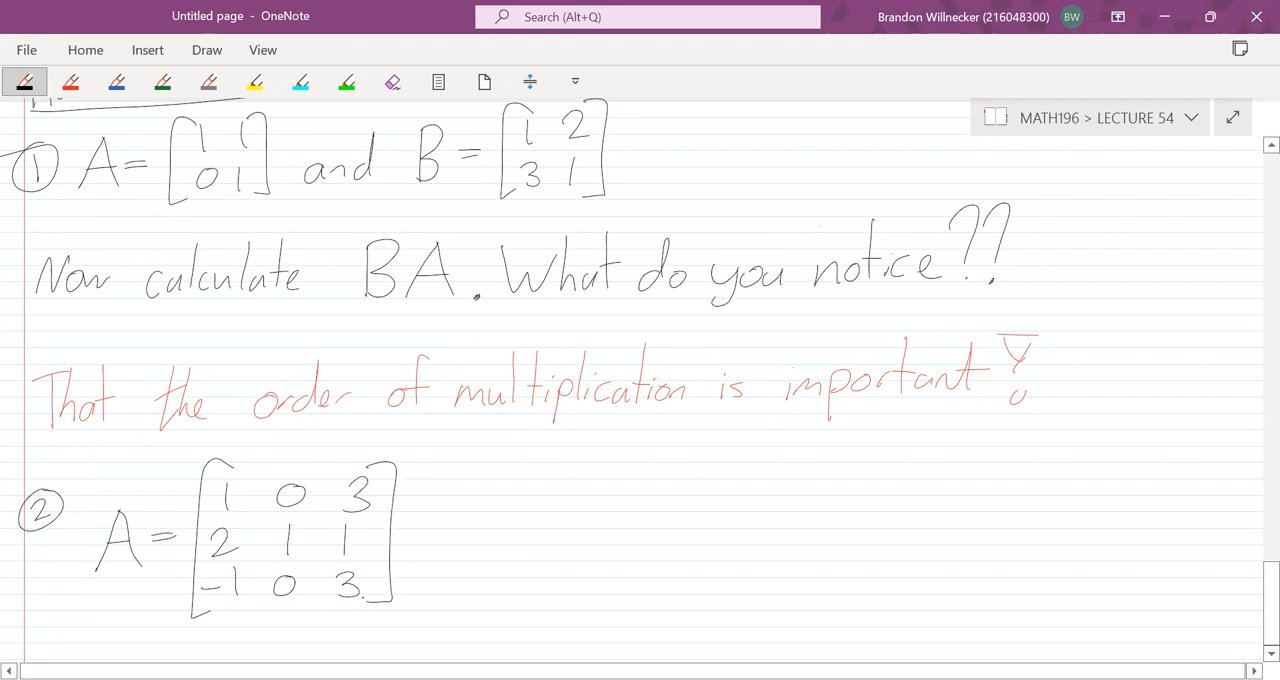 Untitled page - OneNote
Search (Alt+Q)
Brandon Willnecker (216048300)
BW
File Home Insert Draw View
MATH196 > LECTURE 54
① A = [1 1
0 1] and B = [1 2
3 1]
Now calculate BA. What do you notice??
That the order of multiplication is important!
② A = [1 0 3
2 1 1
-1 0 3]